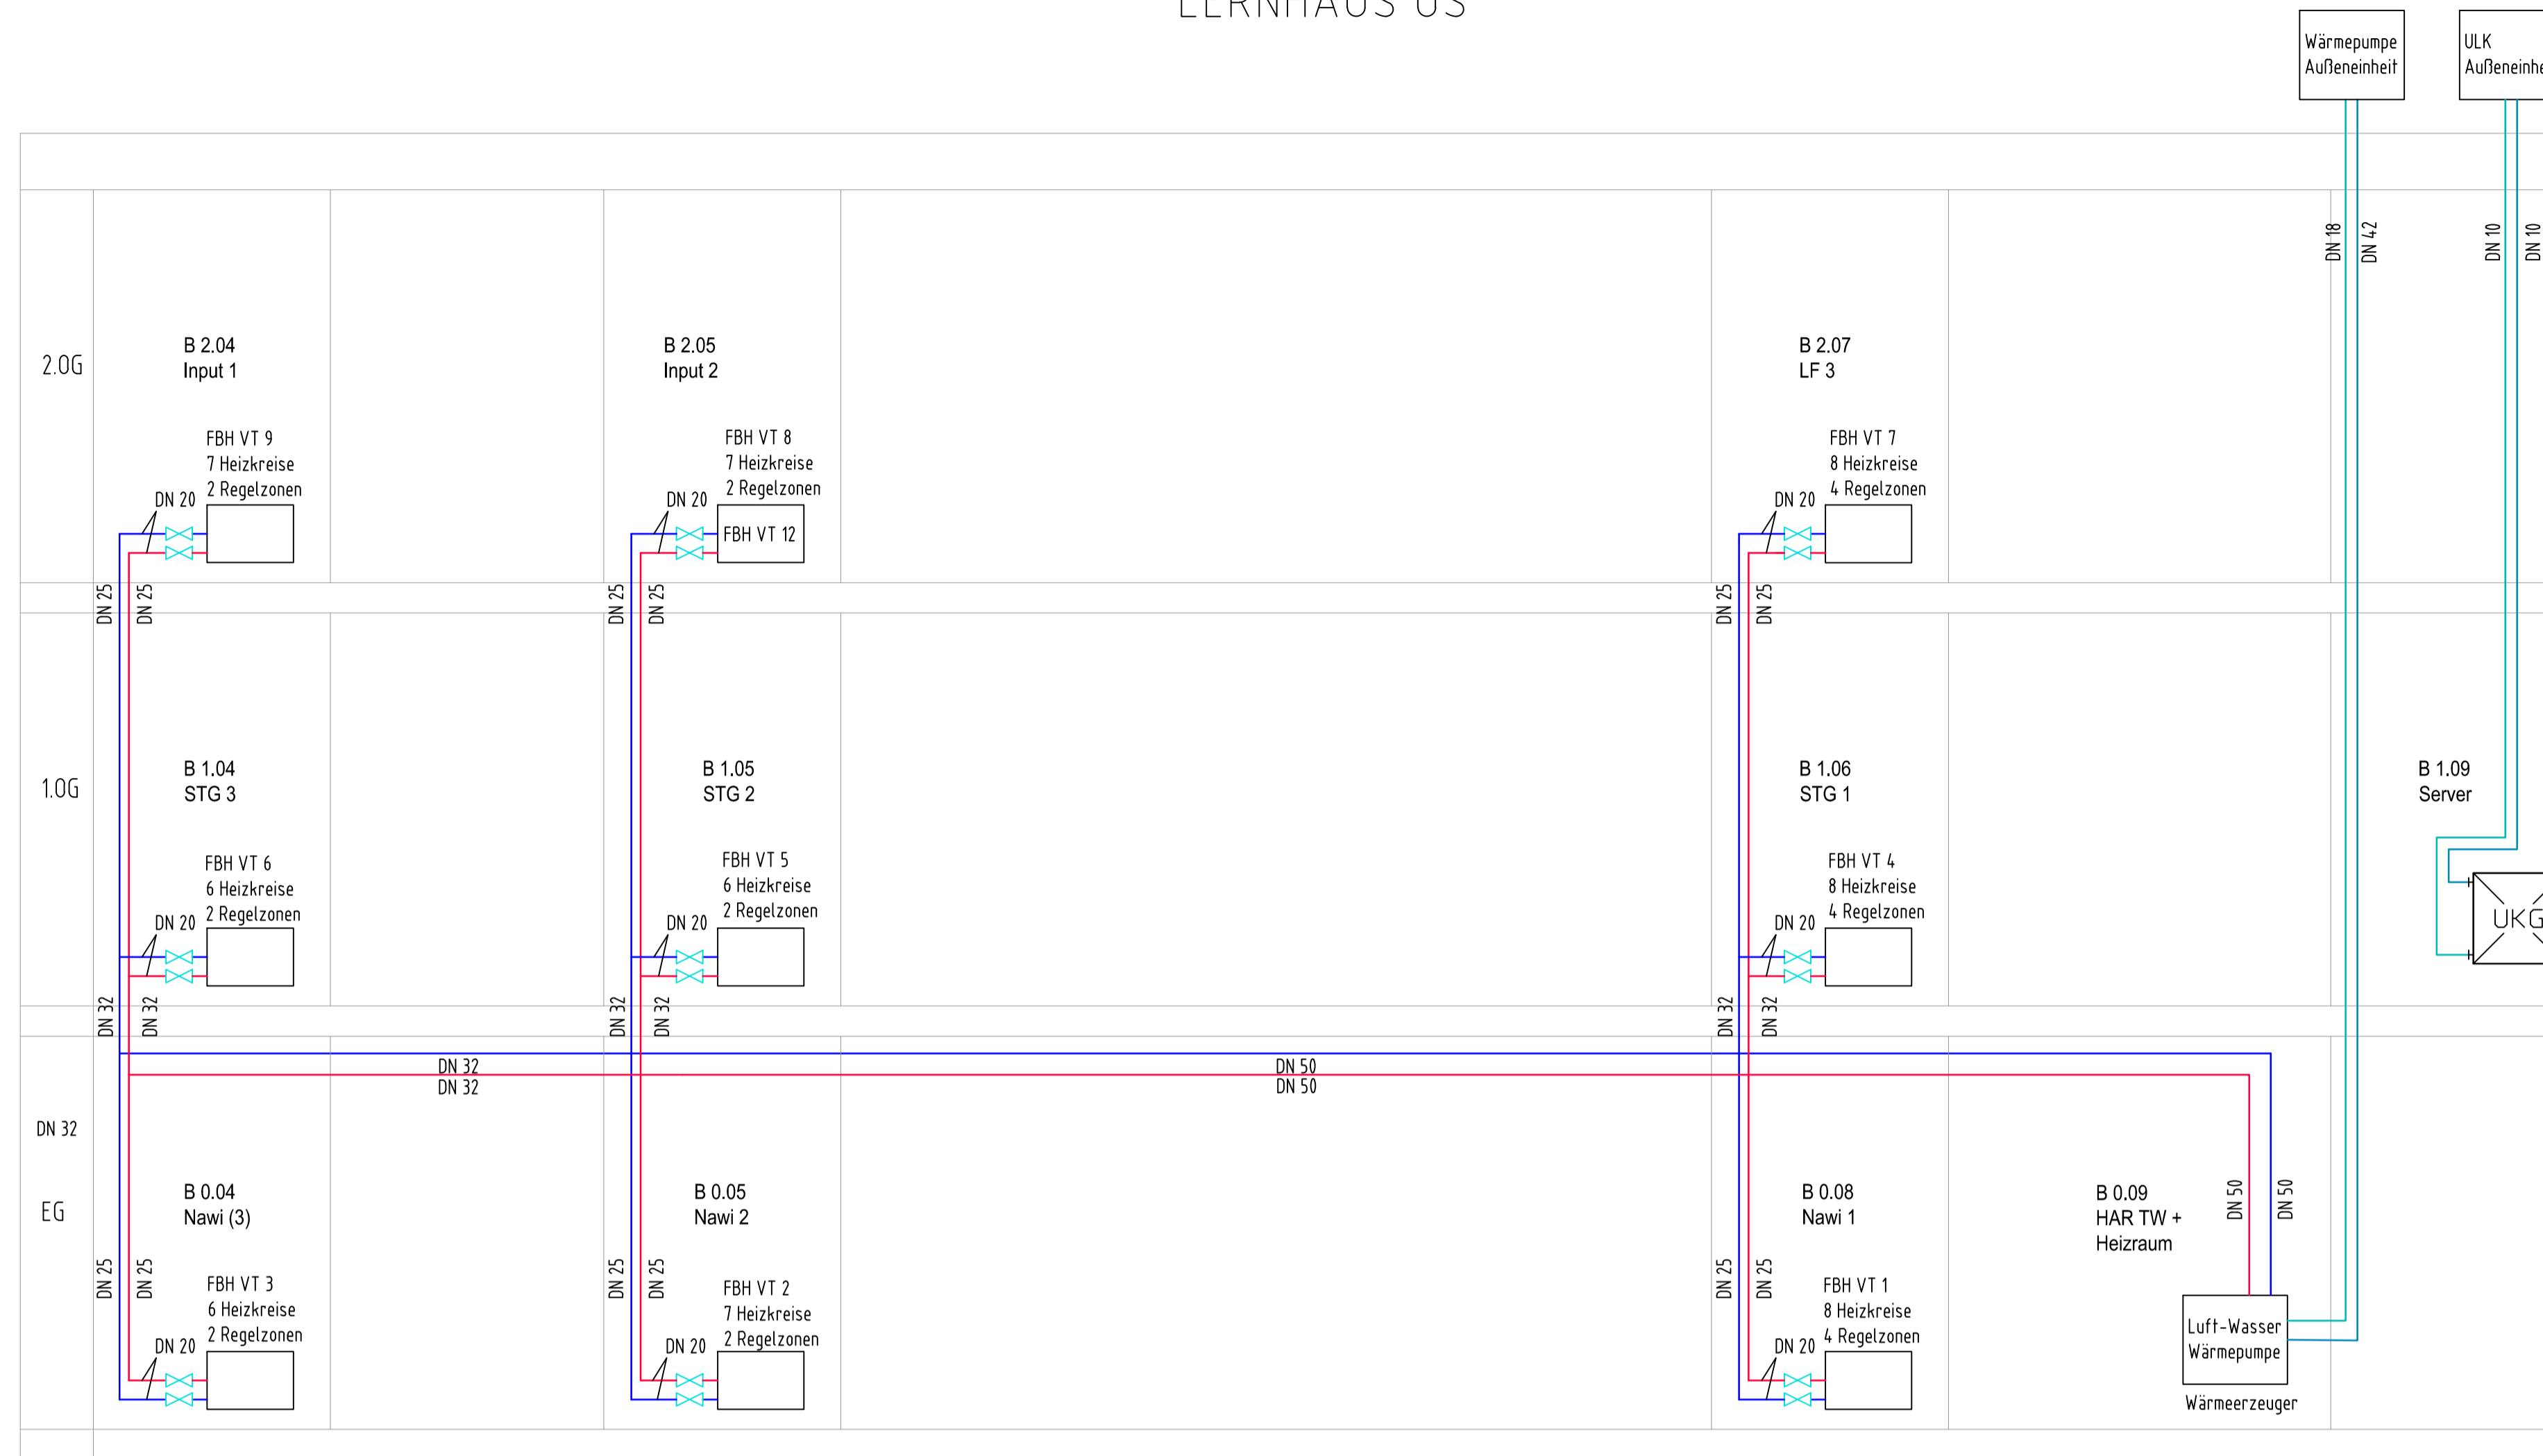 LERNHAUS US
Wärmepumpe
Außeneinheit
ULK
DN 18
DN 42
DN 10
DN 10
2.OG
B 2.04
Input 1
B 2.05
Input 2
B 2.07
LF 3
FBH VT 9
7 Heizkreise
2 Regelzonen
DN 20
FBH VT 8
7 Heizkreise
2 Regelzonen
DN 20
FBH VT 12
FBH VT 7
8 Heizkreise
4 Regelzonen
DN 20
DN 25
DN 25
DN 25
DN 25
DN 25
DN 25
1.OG
B 1.04
STG 3
B 1.05
STG 2
B 1.06
STG 1
B 1.09
Server
FBH VT 6
6 Heizkreise
2 Regelzonen
DN 20
FBH VT 5
6 Heizkreise
2 Regelzonen
DN 20
FBH VT 4
8 Heizkreise
4 Regelzonen
DN 20
UKG
DN 32
DN 32
DN 32
DN 32
DN 32
DN 32
DN 32
DN 32
DN 50
DN 50
DN 32
EG
B 0.04
Nawi (3)
B 0.05
Nawi 2
B 0.08
Nawi 1
B 0.09
HAR TW +
Heizraum
DN 50
DN 50
DN 25
DN 25
DN 25
DN 25
DN 25
DN 25
FBH VT 3
6 Heizkreise
2 Regelzonen
DN 20
FBH VT 2
7 Heizkreise
2 Regelzonen
DN 20
FBH VT 1
8 Heizkreise
4 Regelzonen
DN 20
Luft-Wasser
Wärmepumpe
Wärmeerzeuger